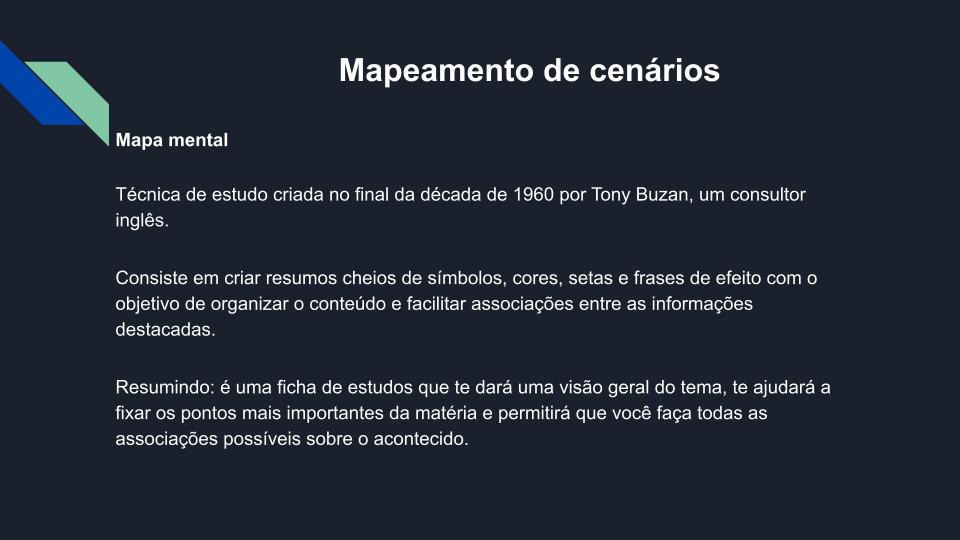 Mapeamento de cenários
Mapa mental
Técnica de estudo criada no final da década de 1960 por Tony Buzan, um consultor
inglês.
Consiste em criar resumos cheios de símbolos, cores, setas e frases de efeito com o
objetivo de organizar o conteúdo e facilitar associações entre as informações
destacadas.
Resumindo: é uma ficha de estudos que te dará uma visão geral do tema, te ajudará a
fixar os pontos mais importantes da matéria e permitirá que você faça todas as
associações possíveis sobre o acontecido.